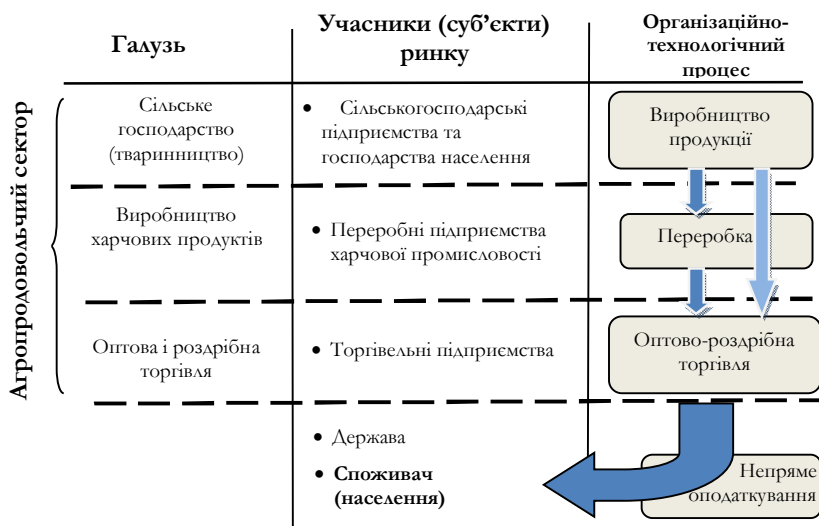 Галузь
Учасники (суб’єкти)
ринку
Організаційно-
технологічний
процес
Агропродовольчий сектор
Сільське
господарство
(тваринництво)
• Сільськогосподарські
підприємства та
господарства населення
Виробництво
продукції
Виробництво
харчових продуктів
• Переробні підприємства
харчової промисловості
Переробка
Оптова і роздрібна
торгівля
• Торгівельні підприємства
Оптово-роздрібна
торгівля
• Держава
• Споживач
(населення)
Непряме
оподаткування